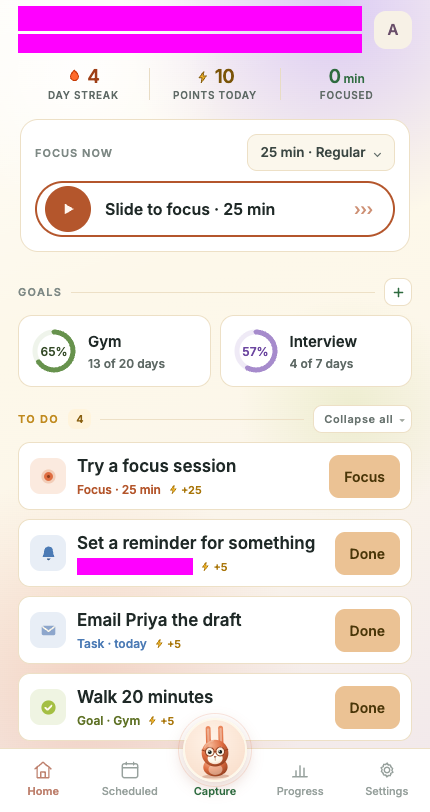 A
4
DAY STREAK
10
POINTS TODAY
0 min
FOCUSED
FOCUS NOW
25 min · Regular
Slide to focus · 25 min
›››
GOALS
+
65%
Gym
13 of 20 days
57%
Interview
4 of 7 days
TO DO 4
Collapse all
Try a focus session
Focus · 25 min +25
Focus
Set a reminder for something
+5
Done
Email Priya the draft
Task · today +5
Done
Walk 20 minutes
Goal · Gym +5
Done
Home
Scheduled
Capture
Progress
Settings